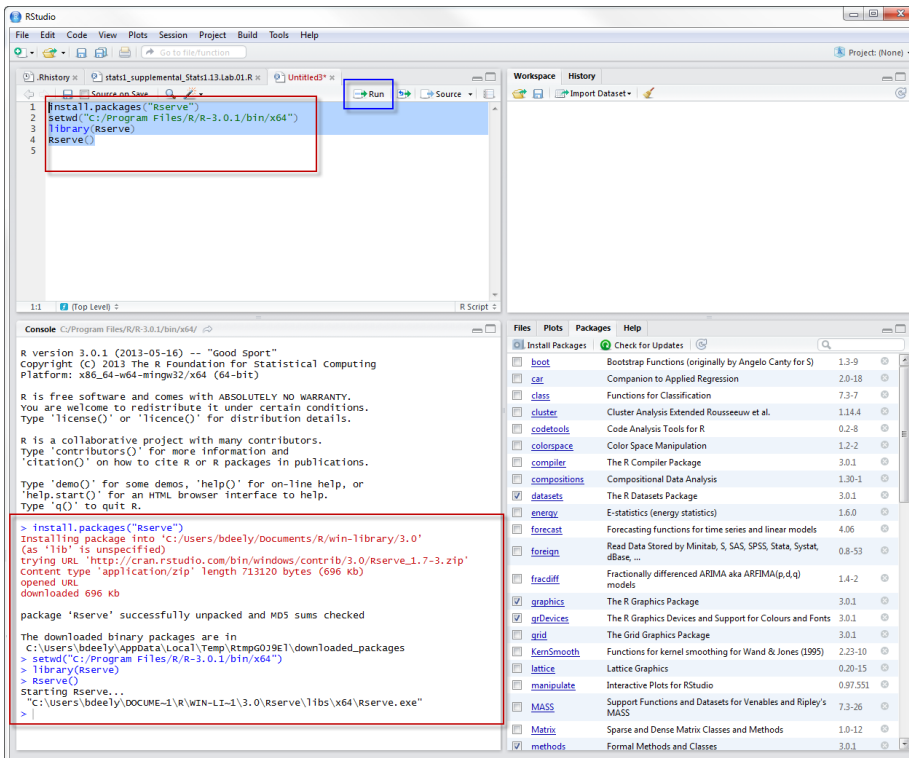 RStudio
File Edit Code View Plots Session Project Build Tools Help
Go to file/function
Project: (None)
.Rhistory × stats1_supplemental_Stats1.13.Lab.01.R × Untitled3* ×
Source on Save
Run
Source
1 install.packages("Rserve")
2 setwd("C:/Program Files/R/R-3.0.1/bin/x64")
3 library(Rserve)
4 Rserve()
5
1:1 (Top Level) R Script
Console C:/Program Files/R/R-3.0.1/bin/x64/
R version 3.0.1 (2013-05-16) -- "Good Sport"
Copyright (C) 2013 The R Foundation for Statistical Computing
Platform: x86_64-w64-mingw32/x64 (64-bit)
R is free software and comes with ABSOLUTELY NO WARRANTY.
You are welcome to redistribute it under certain conditions.
Type 'license()' or 'licence()' for distribution details.
R is a collaborative project with many contributors.
Type 'contributors()' for more information and
'citation()' on how to cite R or R packages in publications.
Type 'demo()' for some demos, 'help()' for on-line help, or
'help.start()' for an HTML browser interface to help.
Type 'q()' to quit R.
> install.packages("Rserve")
Installing package into ‘C:/Users/bdeely/Documents/R/win-library/3.0’
(as ‘lib’ is unspecified)
trying URL 'http://cran.rstudio.com/bin/windows/contrib/3.0/Rserve_1.7-3.zip'
Content type 'application/zip' length 713120 bytes (696 Kb)
opened URL
downloaded 696 Kb
package ‘Rserve’ successfully unpacked and MD5 sums checked
The downloaded binary packages are in
C:\Users\bdeely\AppData\Local\Temp\RtmpGOJ9El\downloaded_packages
> setwd("C:/Program Files/R/R-3.0.1/bin/x64")
> library(Rserve)
> Rserve()
Starting Rserve...
"C:\Users\bdeely\DOCUME~1\R\WIN-LI~1\3.0\Rserve\libs\x64\Rserve.exe"
>
Workspace History
Import Dataset
Files Plots Packages Help
Install Packages Check for Updates
boot Bootstrap Functions (originally by Angelo Canty for S) 1.3-9
car Companion to Applied Regression 2.0-18
class Functions for Classification 7.3-7
cluster Cluster Analysis Extended Rousseeuw et al. 1.14.4
codetools Code Analysis Tools for R 0.2-8
colorspace Color Space Manipulation 1.2-2
compiler The R Compiler Package 3.0.1
compositions Compositional Data Analysis 1.30-1
datasets The R Datasets Package 3.0.1
energy E-statistics (energy statistics) 1.6.0
forecast Forecasting functions for time series and linear models 4.06
foreign Read Data Stored by Minitab, S, SAS, SPSS, Stata, Systat, dBase, ... 0.8-53
fracdiff Fractionally differenced ARIMA aka ARFIMA(p,d,q) models 1.4-2
graphics The R Graphics Package 3.0.1
grDevices The R Graphics Devices and Support for Colours and Fonts 3.0.1
grid The Grid Graphics Package 3.0.1
KernSmooth Functions for kernel smoothing for Wand & Jones (1995) 2.23-10
lattice Lattice Graphics 0.20-15
manipulate Interactive Plots for RStudio 0.97.551
MASS Support Functions and Datasets for Venables and Ripley's MASS 7.3-26
Matrix Sparse and Dense Matrix Classes and Methods 1.0-12
methods Formal Methods and Classes 3.0.1